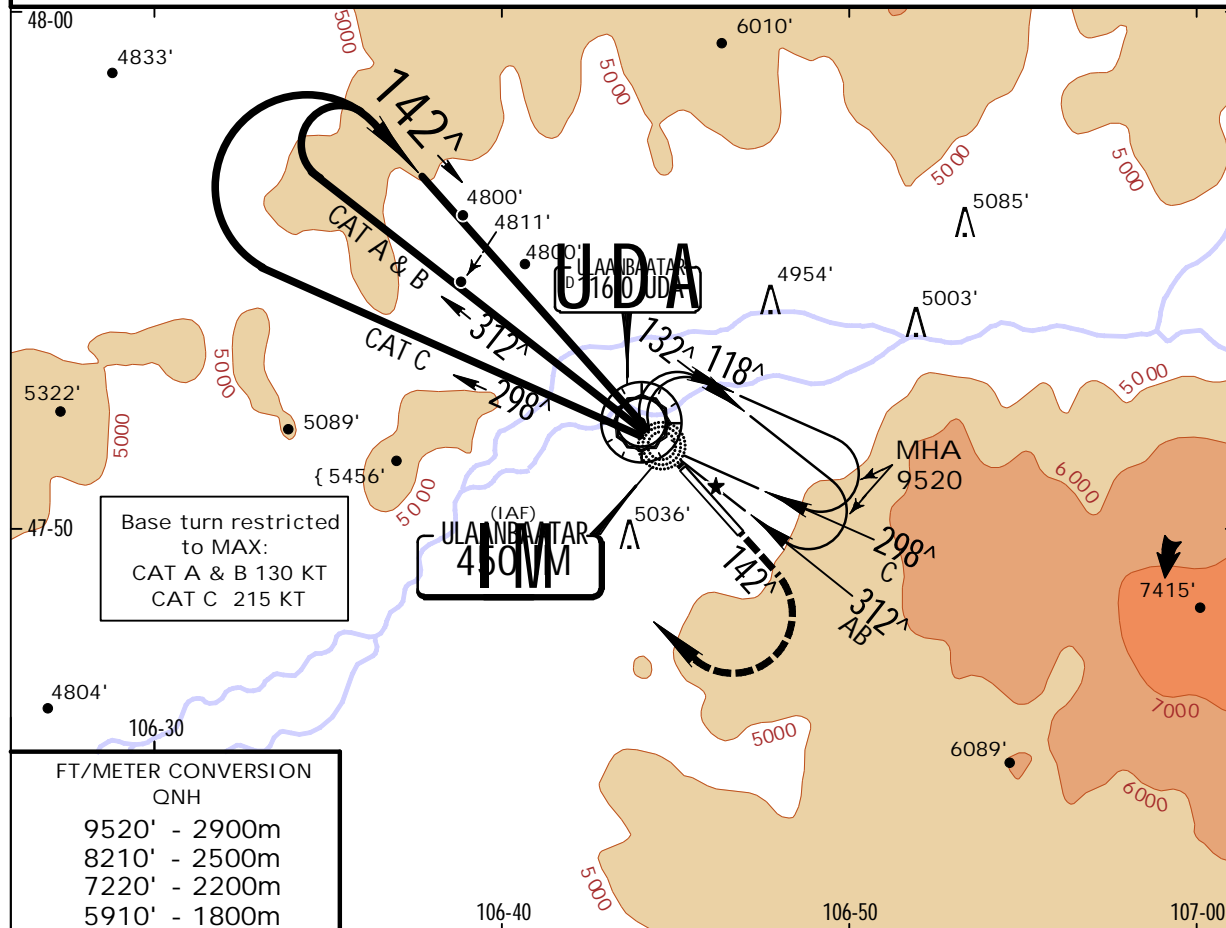 48-00
4833'
5000
6010'
5000
142^
5000
5000
5085'
4800'
4811'
4800'
CAT A & B
312^
CAT C
298^
ULAANBAATAR
D 116.0 UDA
UDA
4954'
5003'
132^
118^
5000
5322'
5000
5000
5089'
{ 5456'
5000
MHA
9520
6000
47-50
Base turn restricted
to MAX:
CAT A & B 130 KT
CAT C 215 KT
(IAF)
ULAANBAATAR
450 IM
5036'
298^
C
142^
312^
AB
7415'
7000
4804'
106-30
5000
6089'
6000
FT/METER CONVERSION
QNH
9520' - 2900m
8210' - 2500m
7220' - 2200m
5910' - 1800m
5000
106-40
106-50
107-00